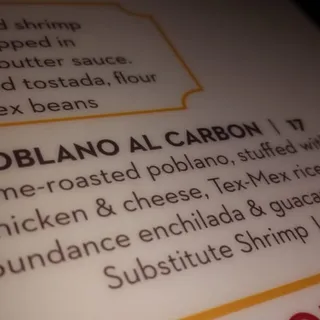 d shrimp
pped in
butter sauce.
d tostada, flour
ex beans
OBLANO AL CARBON | 17
me-roasted poblano, stuffed with
hicken & cheese, Tex-Mex rice
oundance enchilada & guaca
Substitute Shrimp |